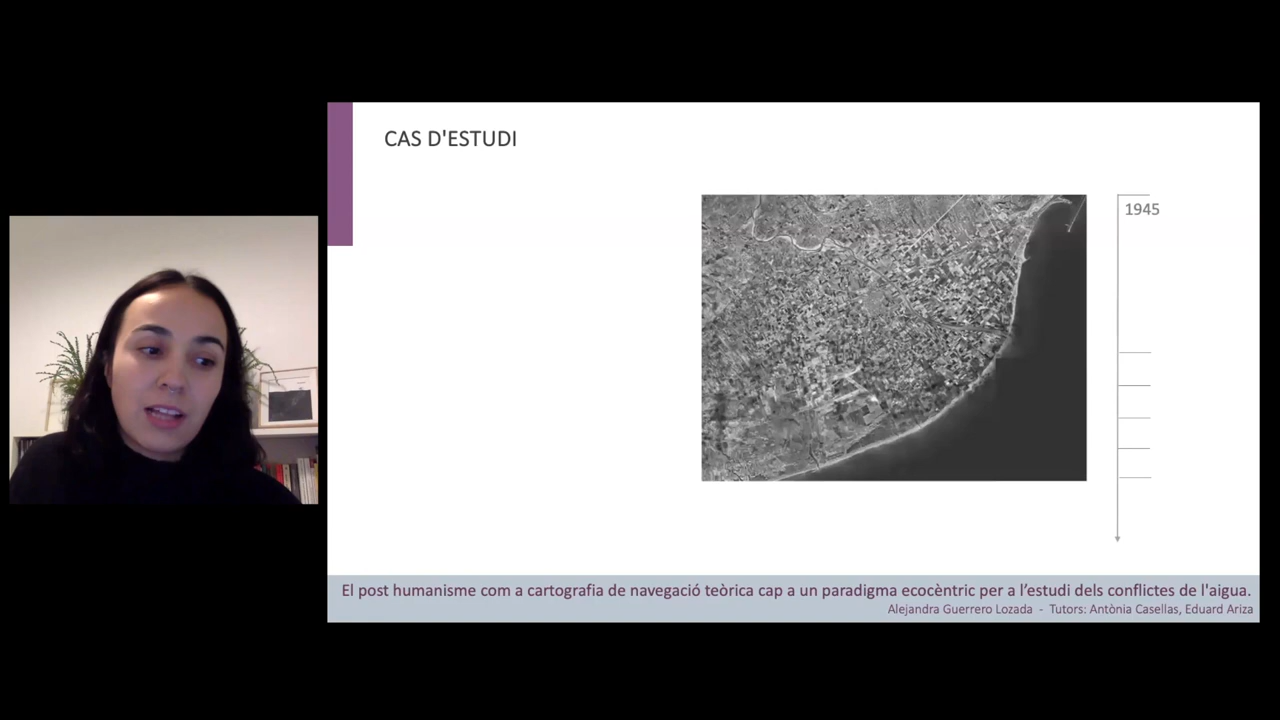 CAS D'ESTUDI
1945
El post humanisme com a cartografia de navegació teòrica cap a un paradigma ecocèntric per a l’estudi dels conflictes de l'aigua.
Alejandra Guerrero Lozada - Tutors: Antònia Casellas, Eduard Ariza